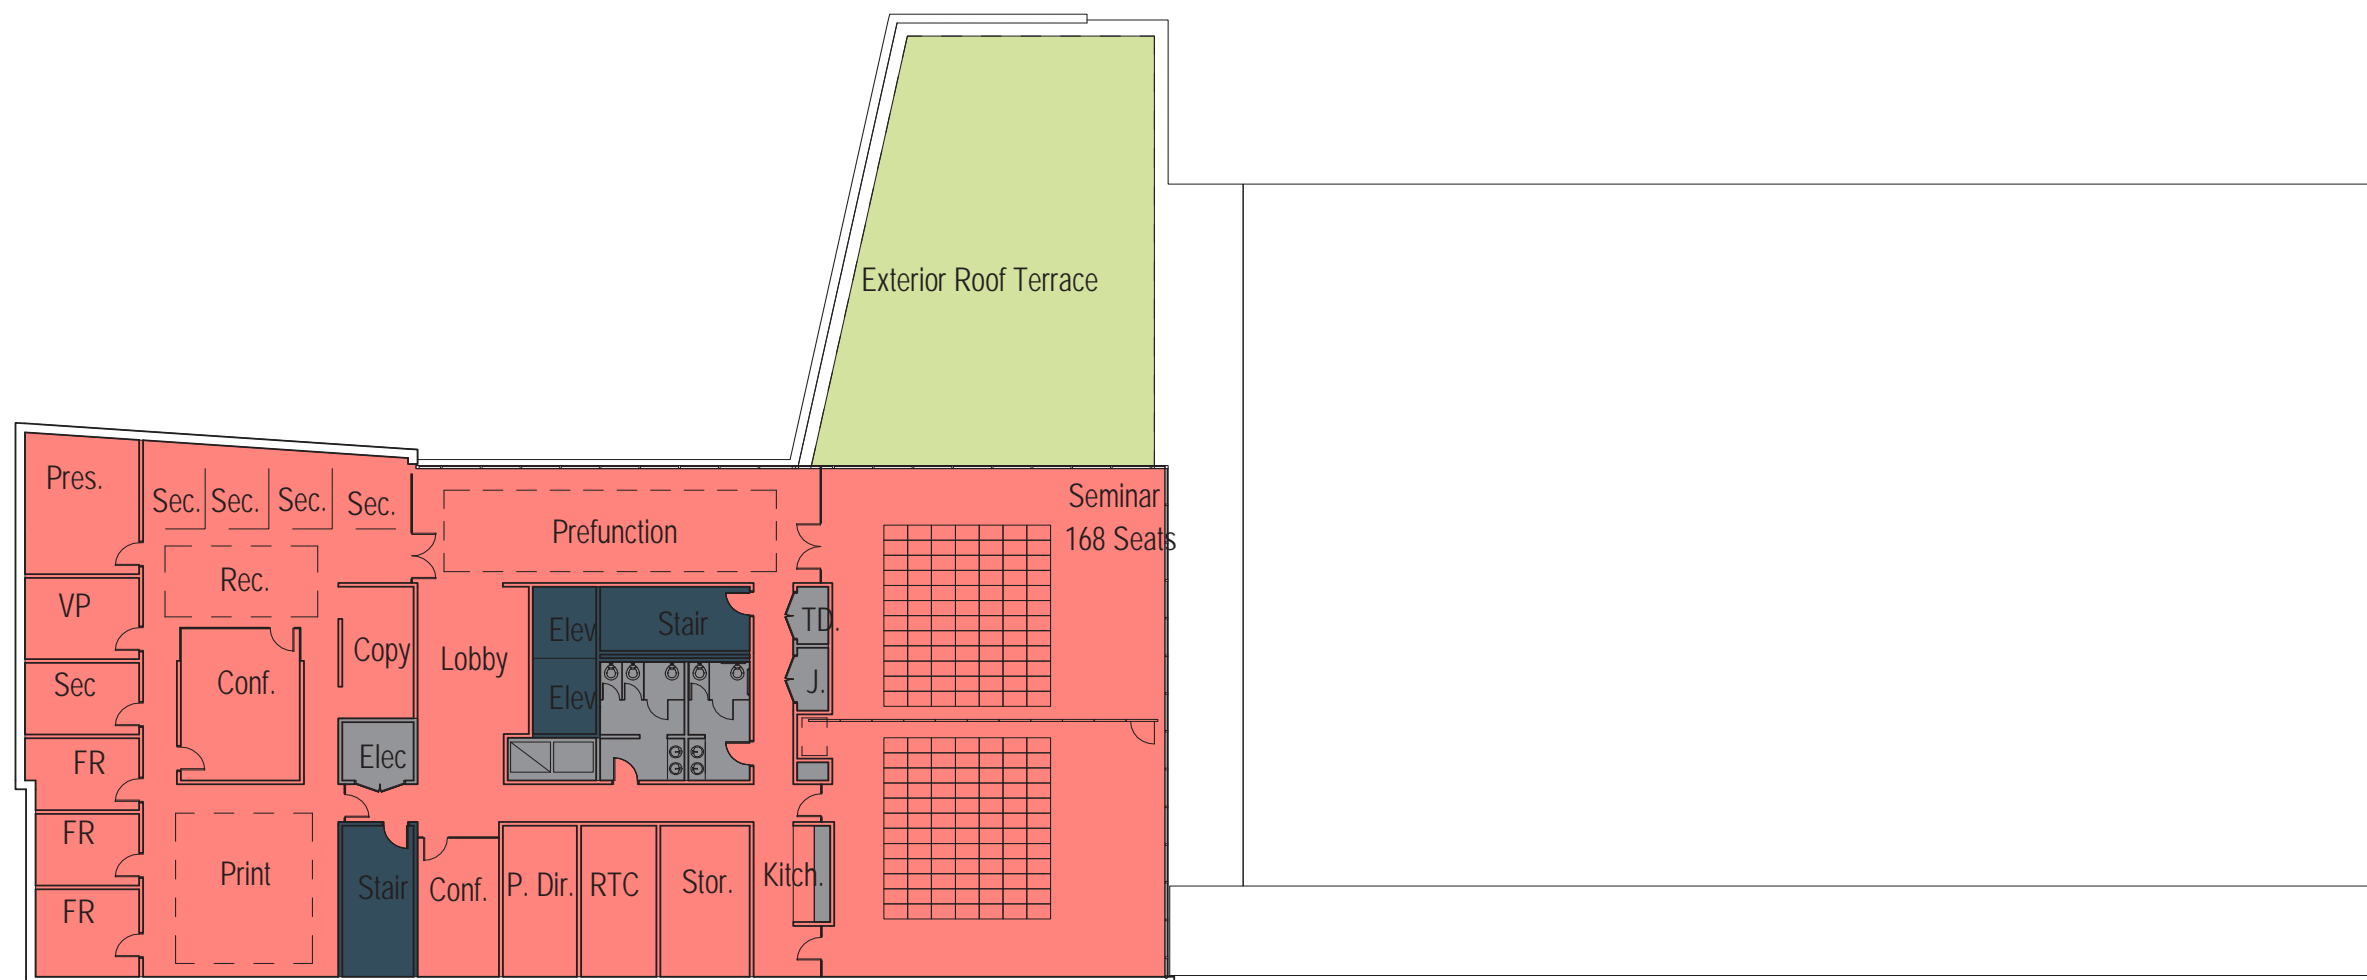 Exterior Roof Terrace
Pres.
Sec.
Sec.
Sec.
Sec.
Prefunction
Seminar
168 Seats
Rec.
VP
Copy
Lobby
Elev
Stair
TD.
Sec
Conf.
Elev
J.
FR
Elec
FR
Print
Stair
Conf.
P. Dir.
RTC
Stor.
Kitch.
FR